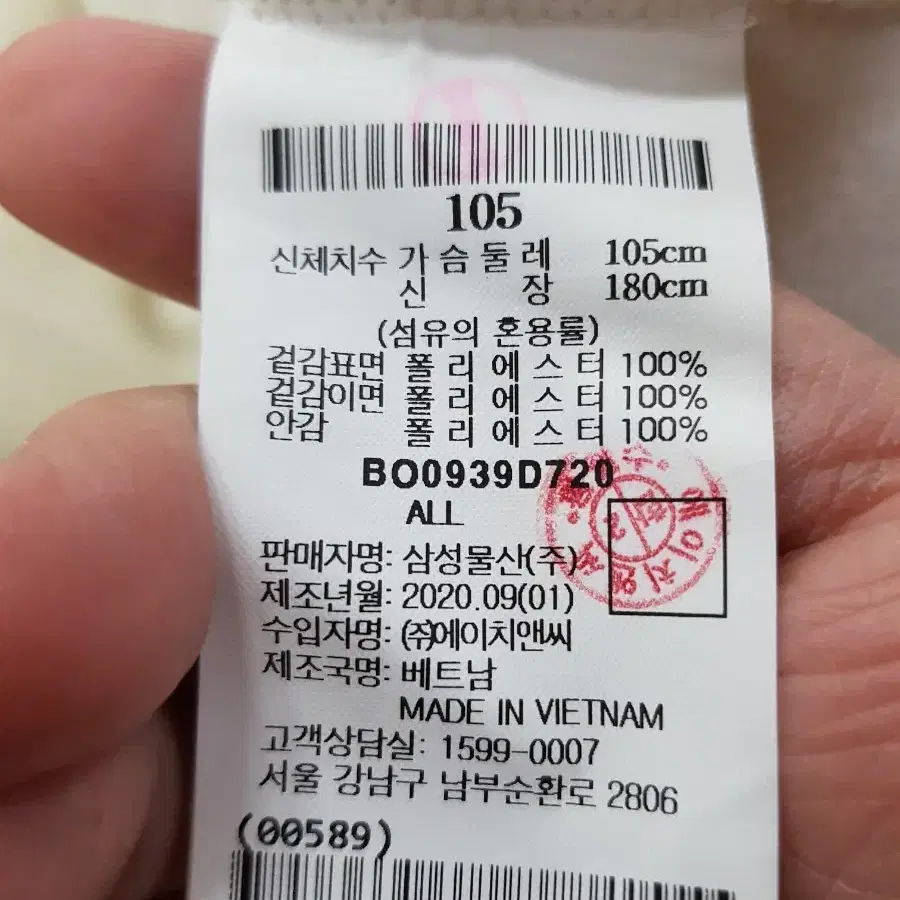 105
신체치수 가 슴 둘 레 105cm
신 장 180cm
(섬유의 혼용률)
겉감표면 폴 리 에 스 터 100%
겉감이면 폴 리 에 스 터 100%
안감 폴 리 에 스 터 100%
BO0939D720
ALL
판매자명: 삼성물산(주)
제조년월: 2020.09(01)
수입자명: ㈜에이치앤씨
제조국명: 베트남
MADE IN VIETNAM
고객상담실: 1599-0007
서울 강남구 남부순환로 2806
(00589)